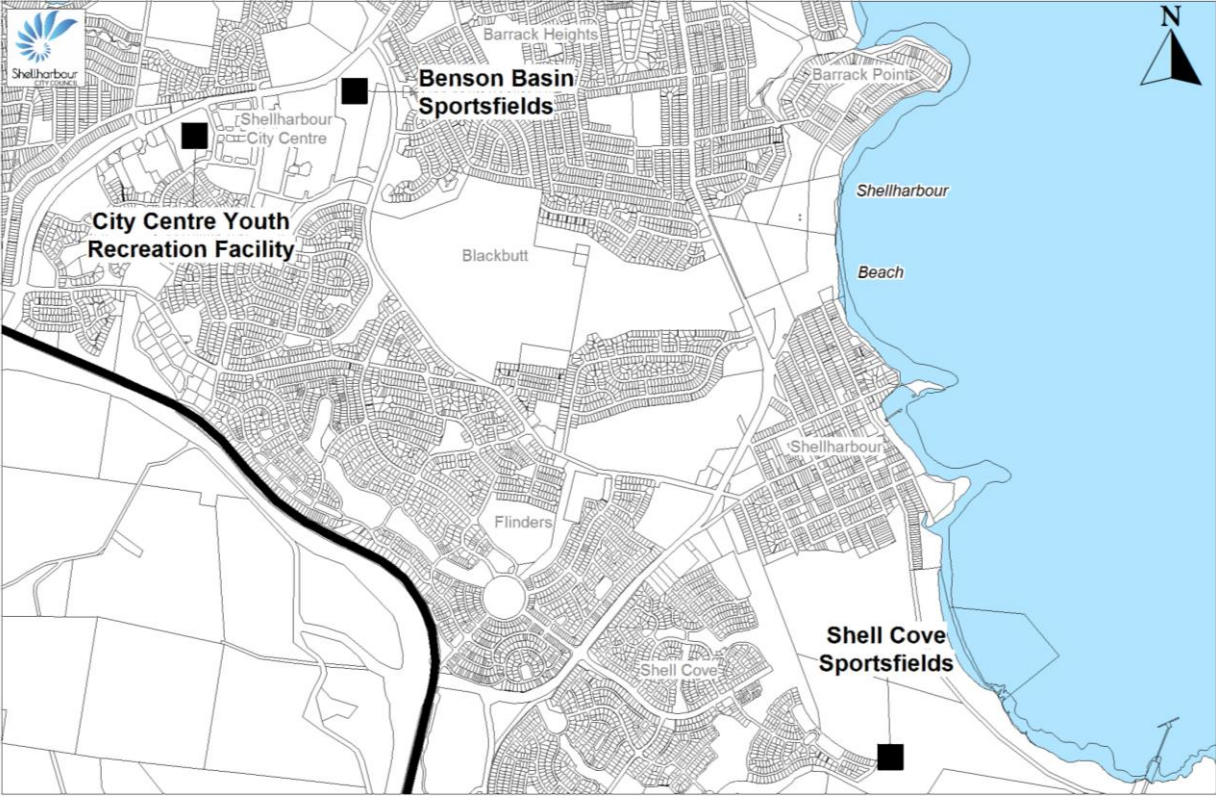 Shellharbour
CITY COUNCIL
N
Barrack Heights
Barrack Point
Benson Basin
Sportsfields
Shellharbour
City Centre
City Centre Youth
Recreation Facility
Shellharbour
Beach
Blackbutt
Shellharbour
Flinders
Shell Cove
Sportsfields
Shell Cove